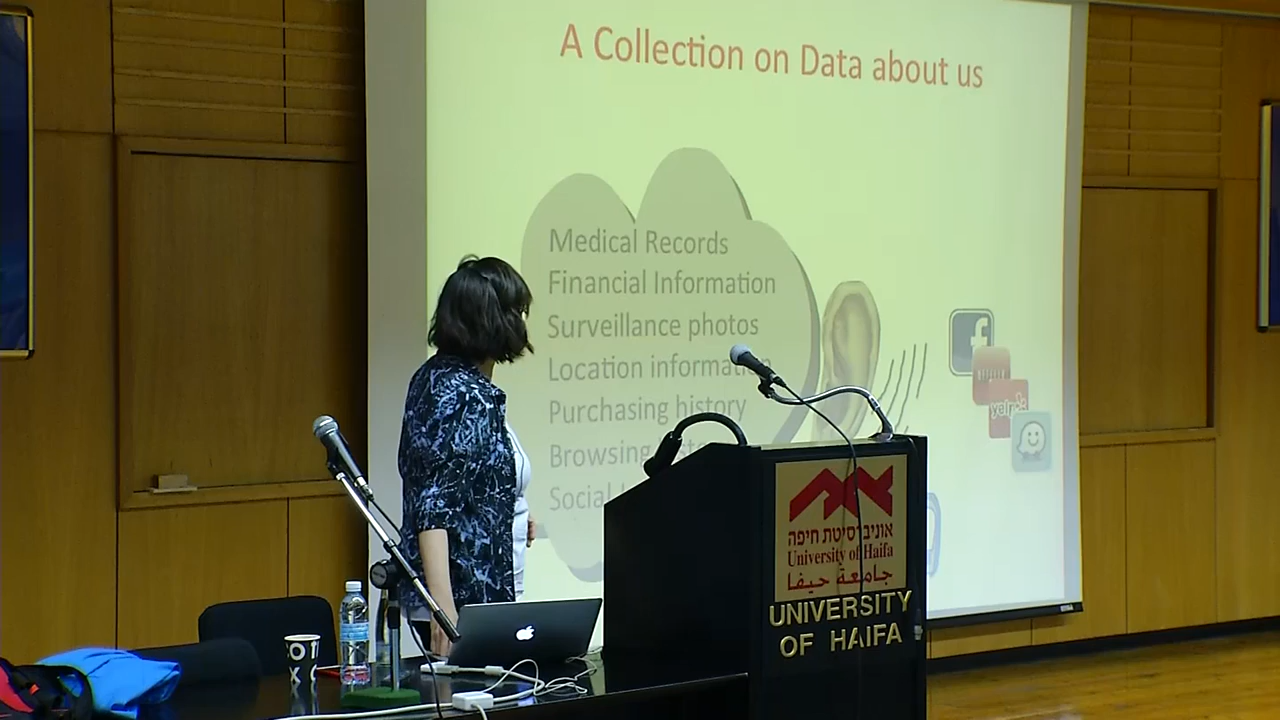 A Collection on Data about us
Medical Records
Financial Information
Surveillance photos
Location information
Purchasing history
Browsing
Social
f
yelp
אוניברסיטת חיפה
University of Haifa
جامعة حيفا
UNIVERSITY
OF HAIFA